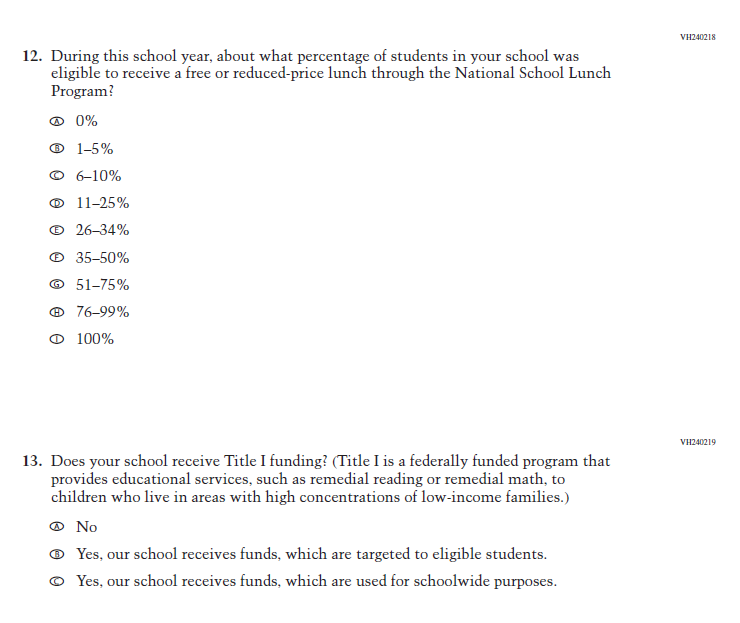 VH240218
12. During this school year, about what percentage of students in your school was
eligible to receive a free or reduced-price lunch through the National School Lunch
Program?
Ⓐ 0%
Ⓑ 1–5%
Ⓒ 6–10%
Ⓓ 11–25%
Ⓔ 26–34%
Ⓕ 35–50%
Ⓖ 51–75%
Ⓗ 76–99%
Ⓘ 100%
VH240219
13. Does your school receive Title I funding? (Title I is a federally funded program that
provides educational services, such as remedial reading or remedial math, to
children who live in areas with high concentrations of low-income families.)
Ⓐ No
Ⓑ Yes, our school receives funds, which are targeted to eligible students.
Ⓒ Yes, our school receives funds, which are used for schoolwide purposes.